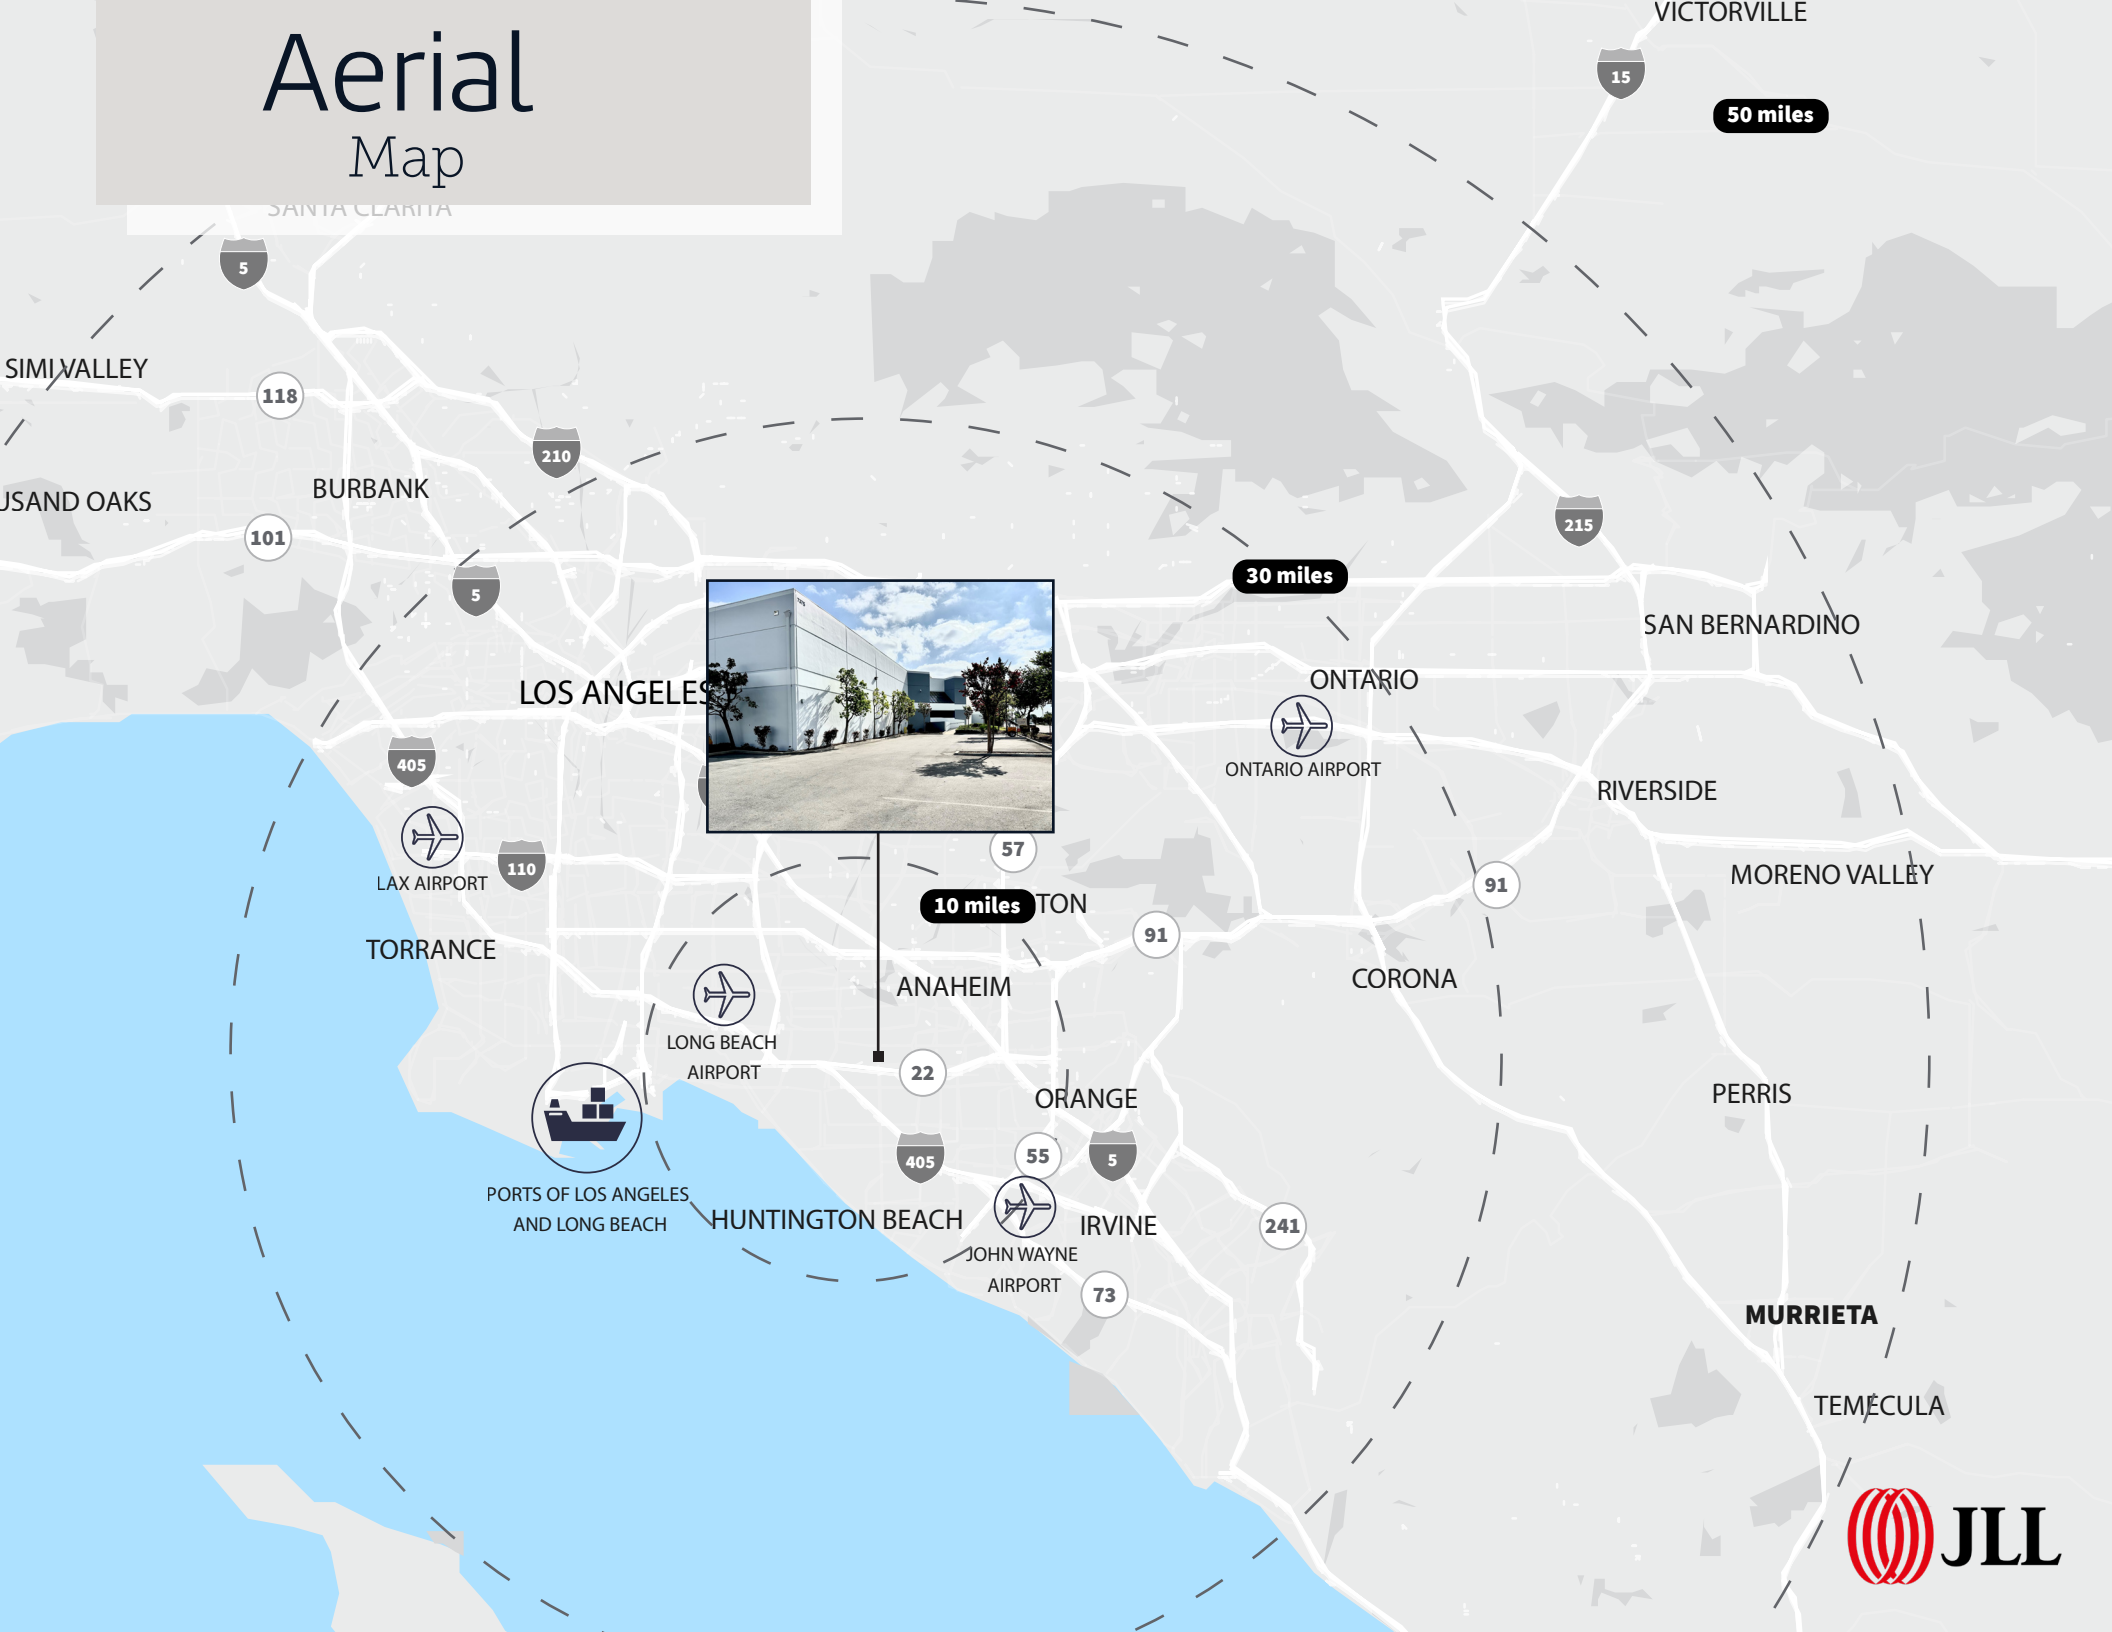 Aerial
Map
SANTA CLARITA
VICTORVILLE
15
50 miles
5
SIMI VALLEY
118
210
BURBANK
USAND OAKS
101
215
5
30 miles
SAN BERNARDINO
LOS ANGELES
ONTARIO
405
ONTARIO AIRPORT
RIVERSIDE
57
110
LAX AIRPORT
MORENO VALLEY
91
10 miles
TON
91
TORRANCE
ANAHEIM
CORONA
LONG BEACH
AIRPORT
22
ORANGE
PERRIS
405
55
5
PORTS OF LOS ANGELES
AND LONG BEACH
HUNTINGTON BEACH
IRVINE
241
JOHN WAYNE
AIRPORT
73
MURRIETA
TEMECULA
JLL